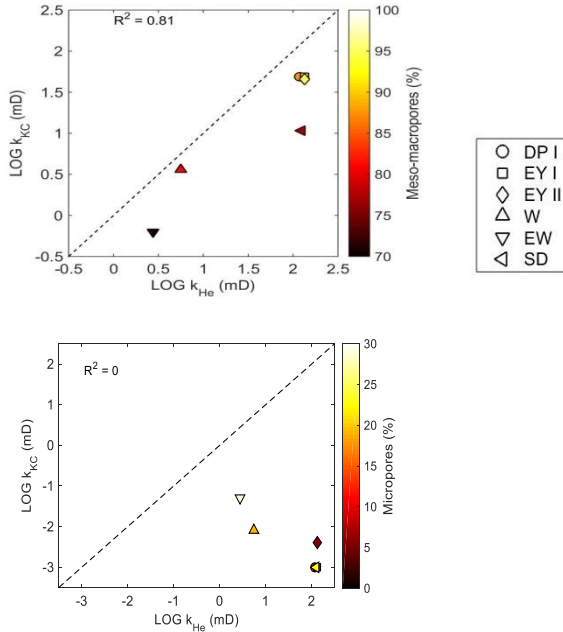 R² = 0.81
2.5
2
1.5
1
0.5
0
-0.5
LOG k_KC (mD)
-0.5 0 0.5 1 1.5 2 2.5
LOG k_He (mD)
100
95
90
85
80
75
70
Meso-macropores (%)
DP I
EY I
EY II
W
EW
SD
R² = 0
2
1
0
-1
-2
-3
LOG k_KC (mD)
-3 -2 -1 0 1 2
LOG k_He (mD)
30
25
20
15
10
5
0
Micropores (%)